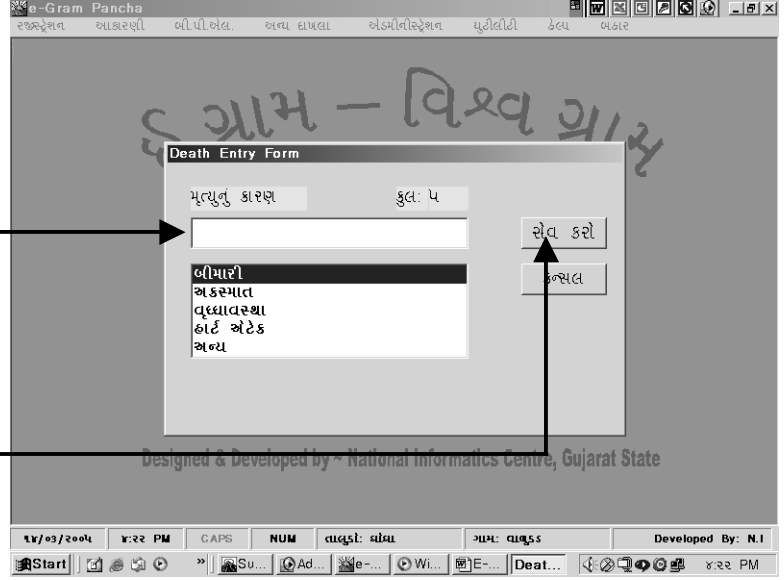 e-Gram Pancha
રજીસ્ટ્રેશન આકારણી બી.પી.એલ. અન્ય દાખલા એડમીનીસ્ટ્રેશન યુટીલીટી હેલ્પ બહાર
ઇ ગ્રામ – વિશ્વ ગ્રામ
Death Entry Form
મૃત્યુનું કારણ કુલ: ૫
સેવ કરો
કેન્સલ
બીમારી
અકસ્માત
વૃધ્ધાવસ્થા
હાર્ટ એટેક
અન્ય
Designed & Developed by ~ National Informatics Centre, Gujarat State
૧૪/૦૩/૨૦૦૫ ૪:૨૨ PM CAPS NUM તાલુકો: ગામ: Developed By: N.I
Start » Su... Ad... e-... Wi... E-... Deat... ૪:૨૨ PM